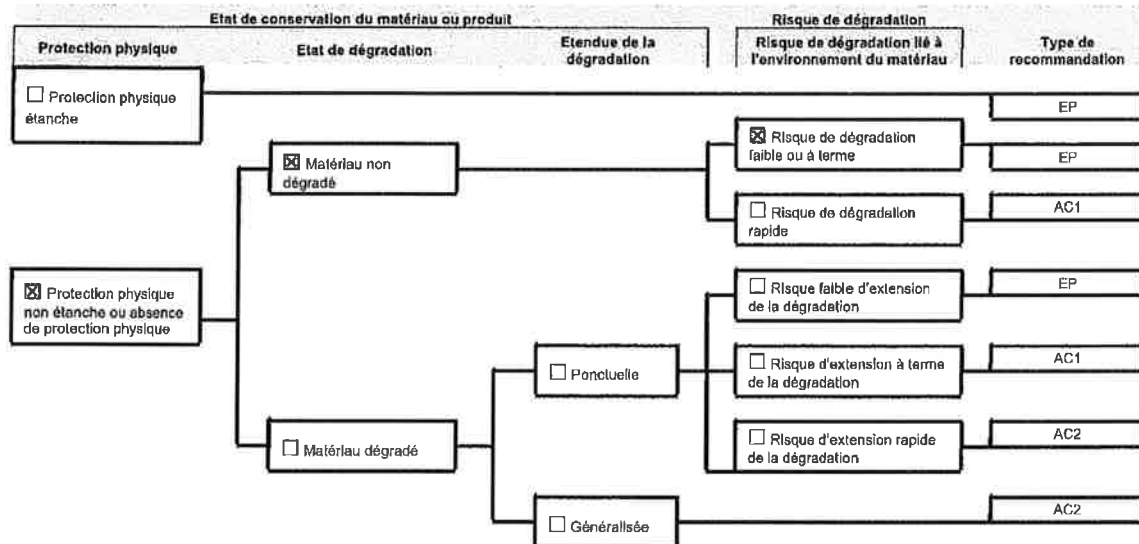 Etat de conservation du matériau ou produit
Risque de dégradation
Protection physique
Etat de dégradation
Etendue de la
dégradation
Risque de dégradation lié à
l'environnement du matériau
Type de
recommandation
☐ Protection physique
étanche
EP
☒ Matériau non
dégradé
☒ Risque de dégradation
faible ou à terme
EP
☐ Risque de dégradation
rapide
AC1
☒ Protection physique
non étanche ou absence
de protection physique
☐ Risque faible d'extension
de la dégradation
EP
☐ Ponctuelle
☐ Risque d'extension à terme
de la dégradation
AC1
☐ Matériau dégradé
☐ Risque d'extension rapide
de la dégradation
AC2
☐ Généralisée
AC2